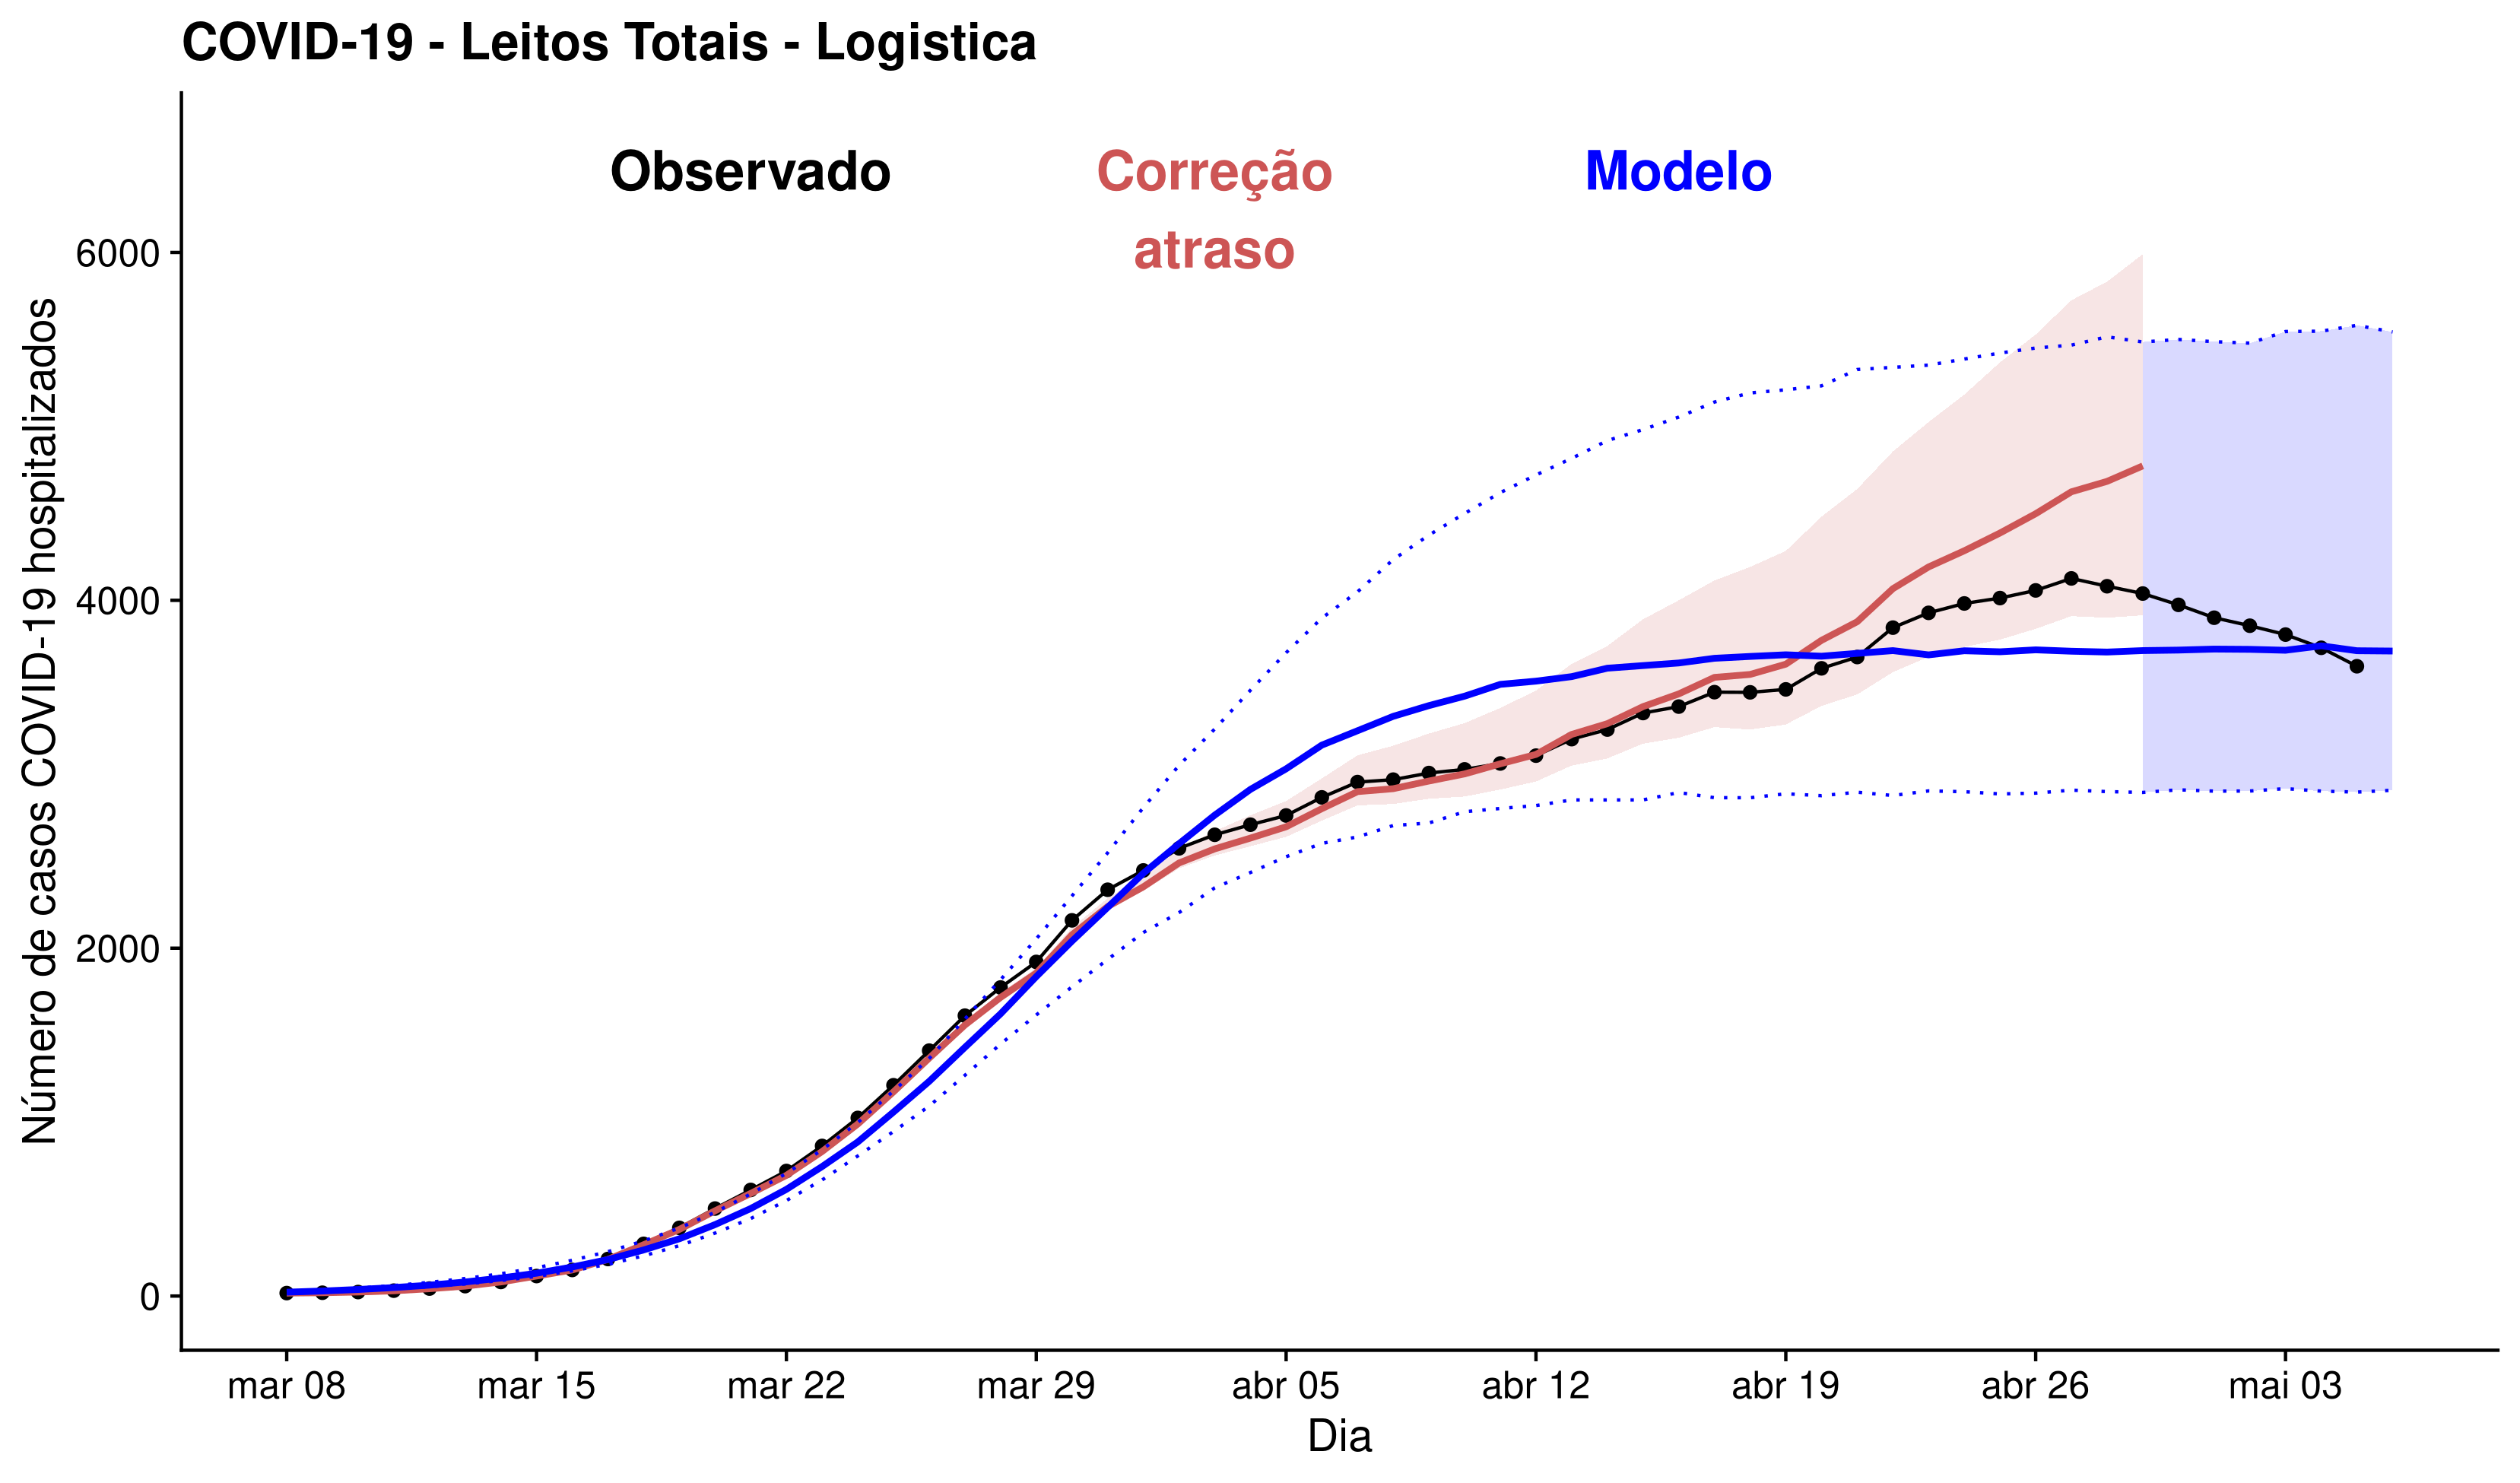 COVID-19 - Leitos Totais - Logistica
Observado
Correção
atraso
Modelo
Número de casos COVID-19 hospitalizados
6000
4000
2000
0
mar 08
mar 15
mar 22
mar 29
abr 05
abr 12
abr 19
abr 26
mai 03
Dia